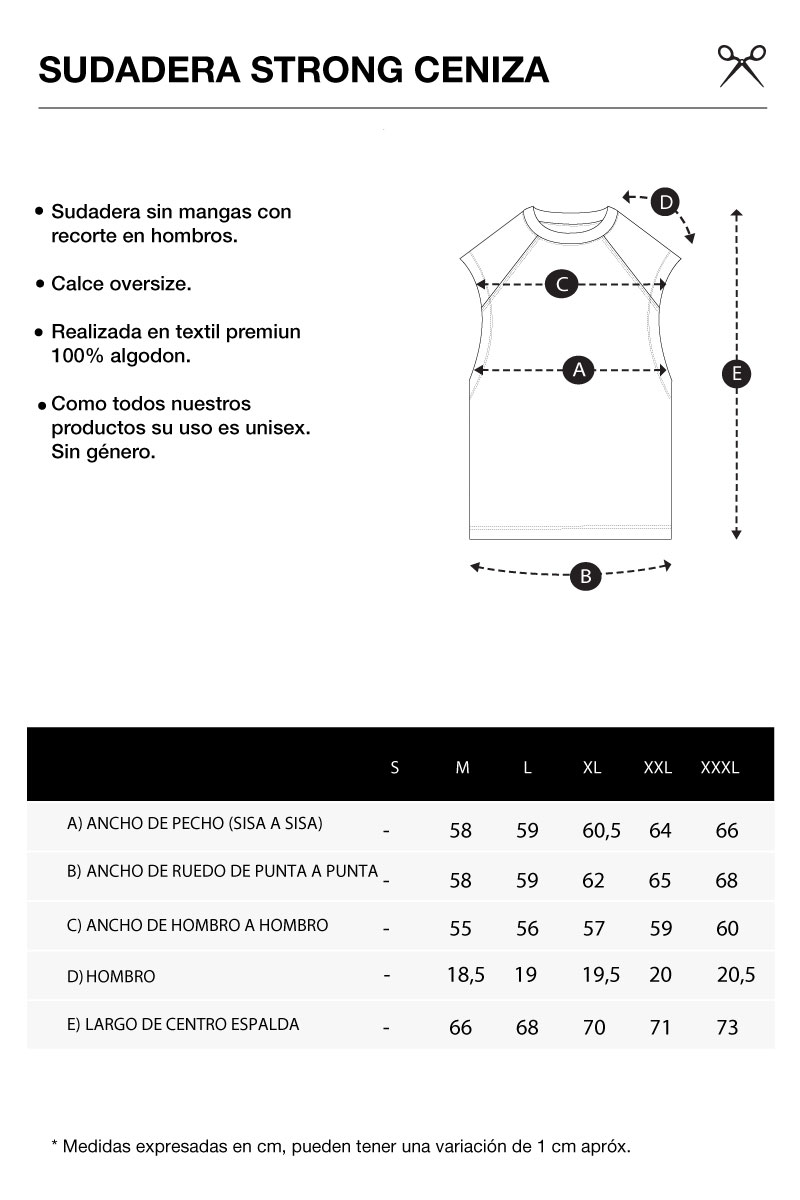 SUDADERA STRONG CENIZA
• Sudadera sin mangas con
recorte en hombros.
• Calce oversize.
• Realizada en textil premiun
100% algodon.
• Como todos nuestros
productos su uso es unisex.
Sin género.
D
C
A
E
B
S M L XL XXL XXXL
A) ANCHO DE PECHO (SISA A SISA) - 58 59 60,5 64 66
B) ANCHO DE RUEDO DE PUNTA A PUNTA - 58 59 62 65 68
C) ANCHO DE HOMBRO A HOMBRO - 55 56 57 59 60
D) HOMBRO - 18,5 19 19,5 20 20,5
E) LARGO DE CENTRO ESPALDA - 66 68 70 71 73
* Medidas expresadas en cm, pueden tener una variación de 1 cm apróx.